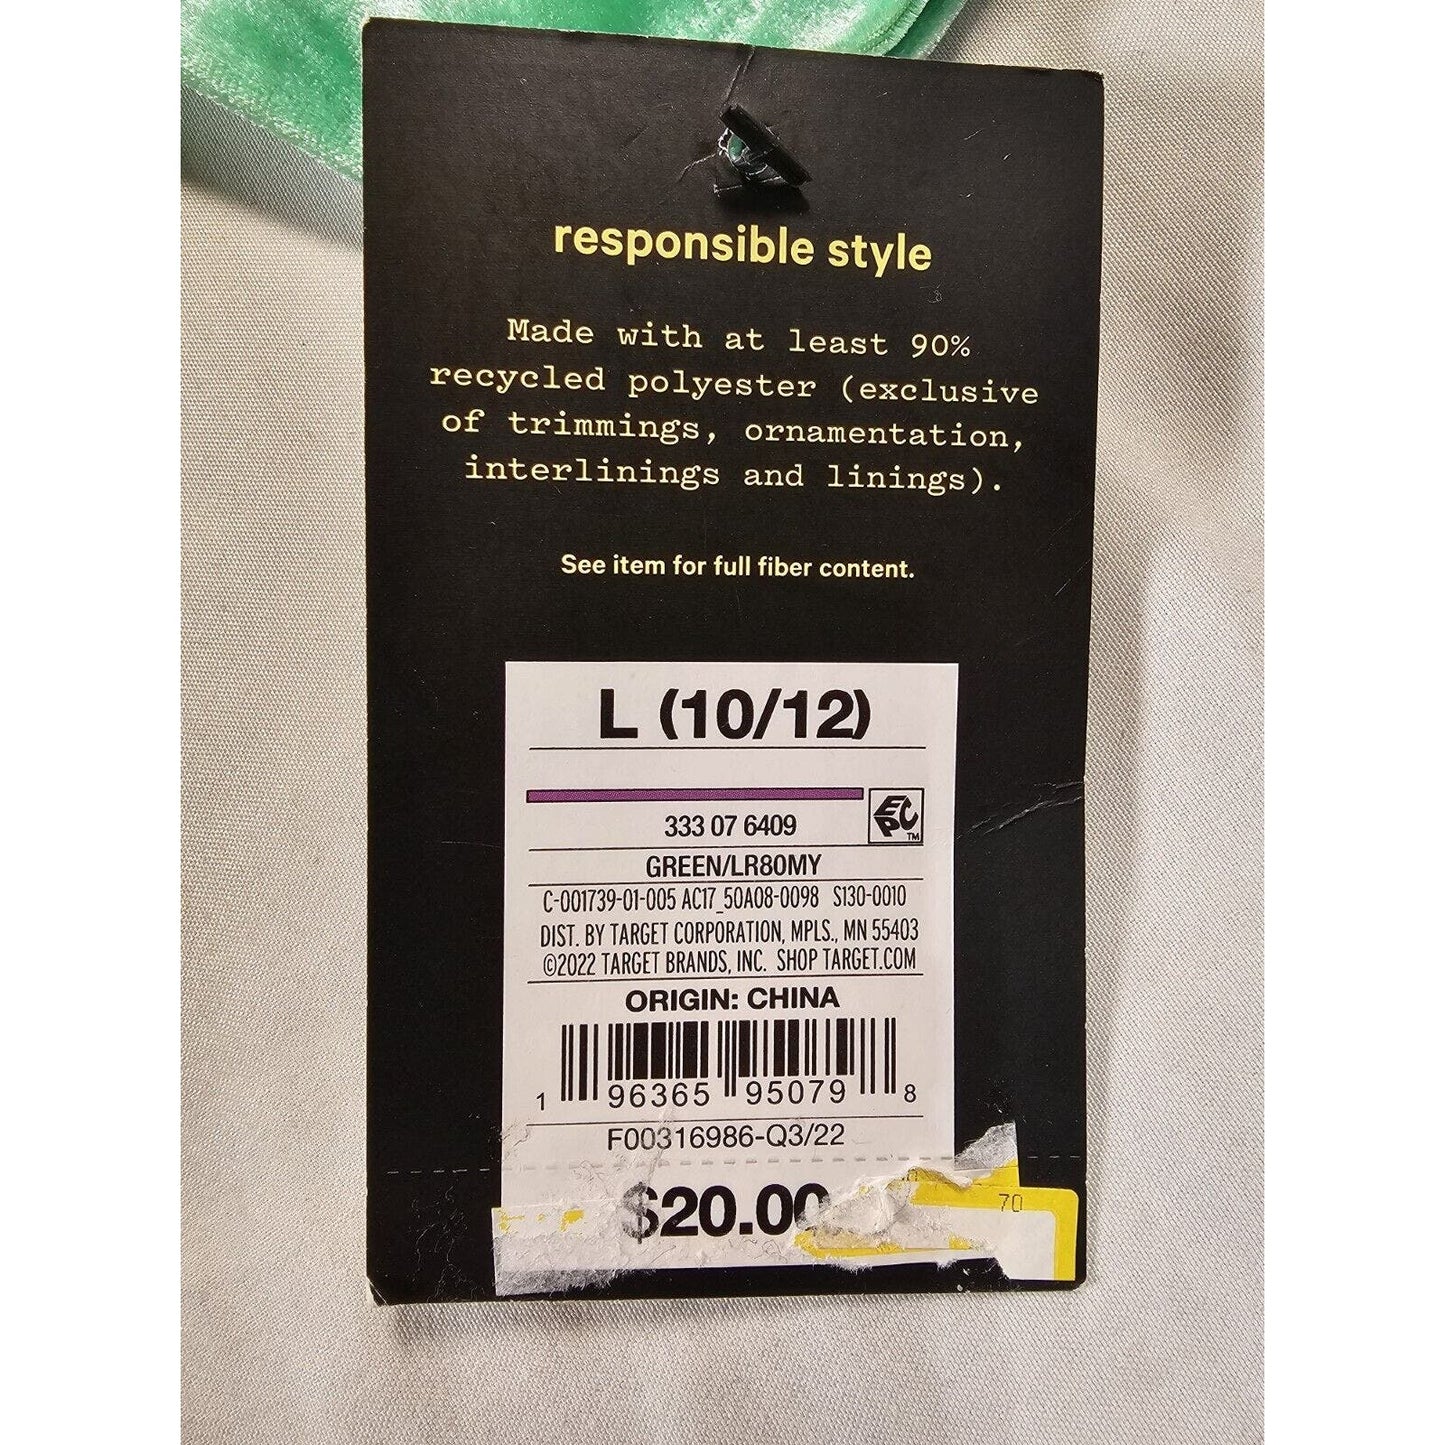 responsible style
Made with at least 90%
recycled polyester (exclusive
of trimmings, ornamentation,
interlinings and linings).
See item for full fiber content.
L (10/12)
EPC™
333 07 6409
GREEN/LR80MY
C-001739-01-005 AC17_50A08-0098 S130-0010
DIST. BY TARGET CORPORATION, MPLS., MN 55403
©2022 TARGET BRANDS, INC. SHOP TARGET.COM
ORIGIN: CHINA
1 96365 95079 8
F00316986-Q3/22
$20.00
70